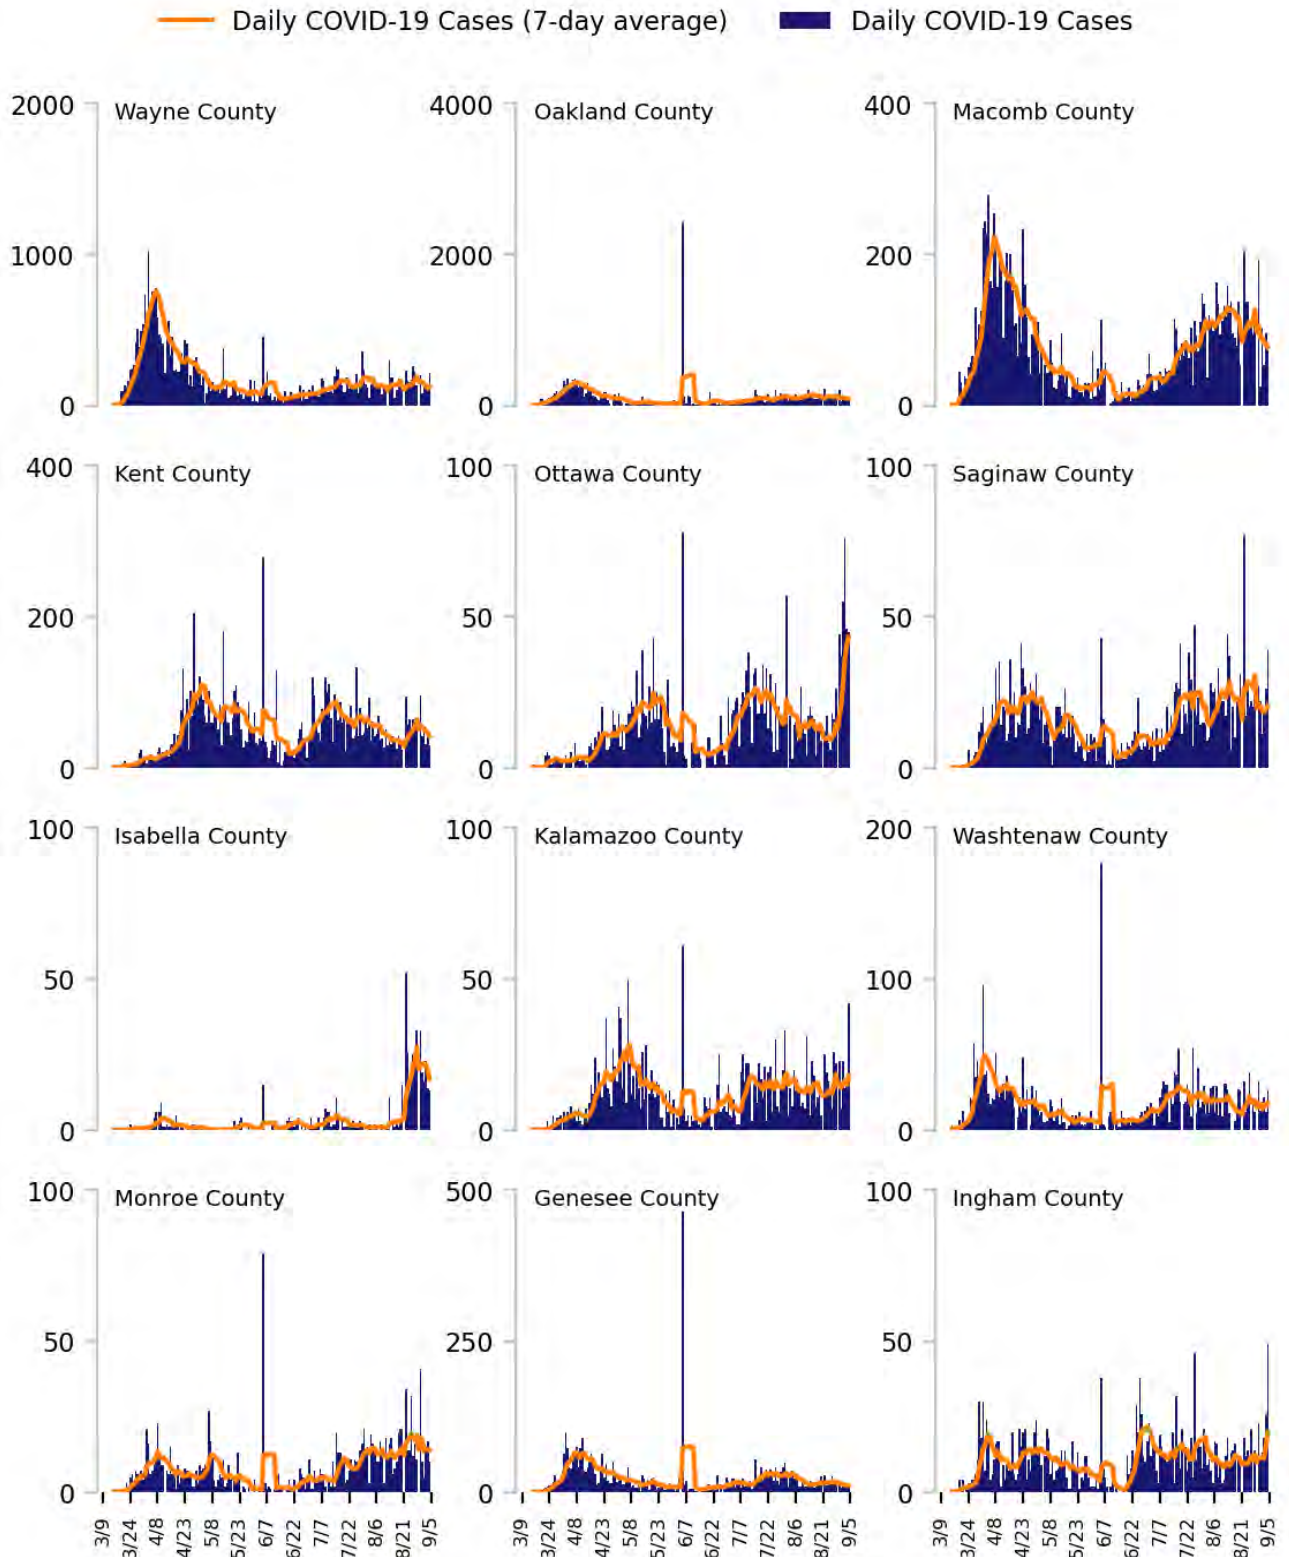 Daily COVID-19 Cases (7-day average) Daily COVID-19 Cases
2000 Wayne County 4000 Oakland County 400 Macomb County
1000 2000 200
0 0 0
400 Kent County 100 Ottawa County 100 Saginaw County
200 50 50
0 0 0
100 Isabella County 100 Kalamazoo County 200 Washtenaw County
50 50 100
0 0 0
100 Monroe County 500 Genesee County 100 Ingham County
50 250 50
0 0 0
3/9 3/24 4/8 4/23 5/8 5/23 6/7 6/22 7/7 7/22 8/6 8/21 9/5 3/9 3/24 4/8 4/23 5/8 5/23 6/7 6/22 7/7 7/22 8/6 8/21 9/5 3/9 3/24 4/8 4/23 5/8 5/23 6/7 6/22 7/7 7/22 8/6 8/21 9/5